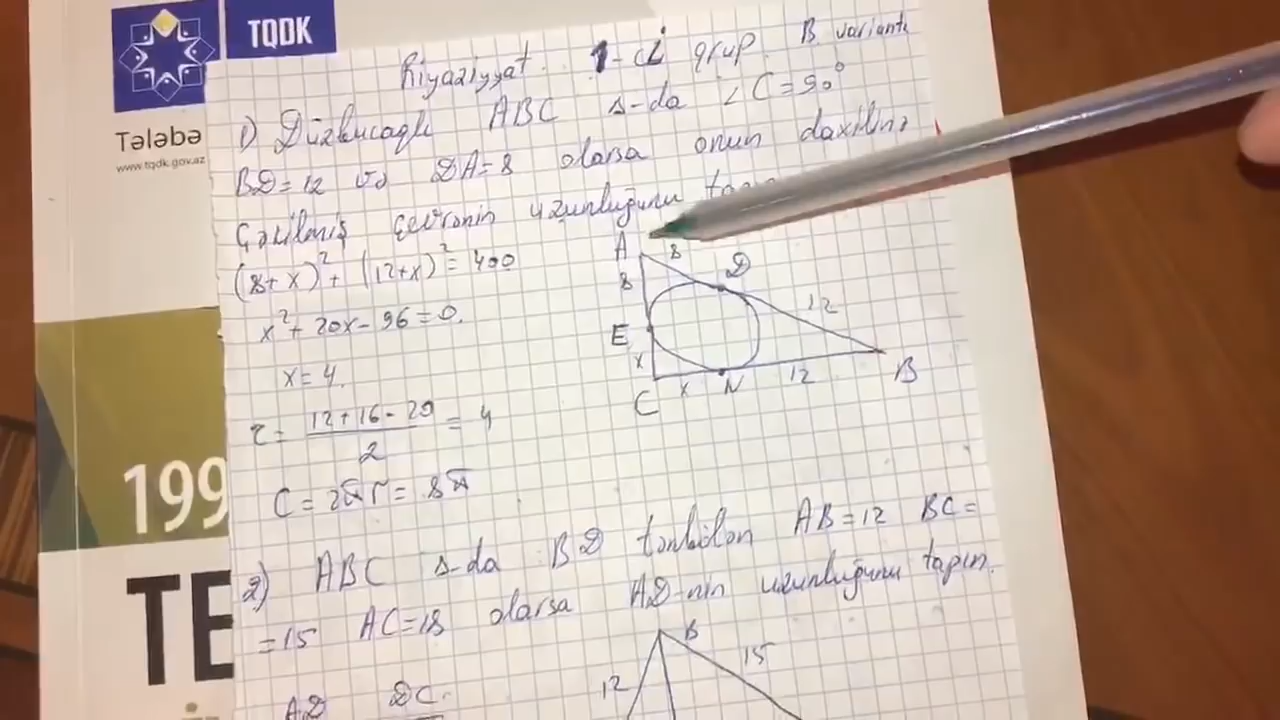 TQDK
Tələbə
www.tqdk.gov.az
199
TE
Riyaziyyat. 1-ci qrup. B variantı
1) Düzbucaqlı ABC Δ-da ∠C=90°
BD=12 və DA=8 olarsa onun daxilinə
Çəkilmiş çevrənin uzunluğunu
(8+x)²+(12+x)²=400
x²+20x-96=0.
x=4.
r= 12+16-20 = 4
2
C=2πr=8π
A 8 D
8 12
E
x
C x N 12 B
2) ABC Δ-da BD tənbölən AB=12 BC=
=15 AC=18 olarsa AD-nin uzunluğunu tapın.
B
12 15
AD DC